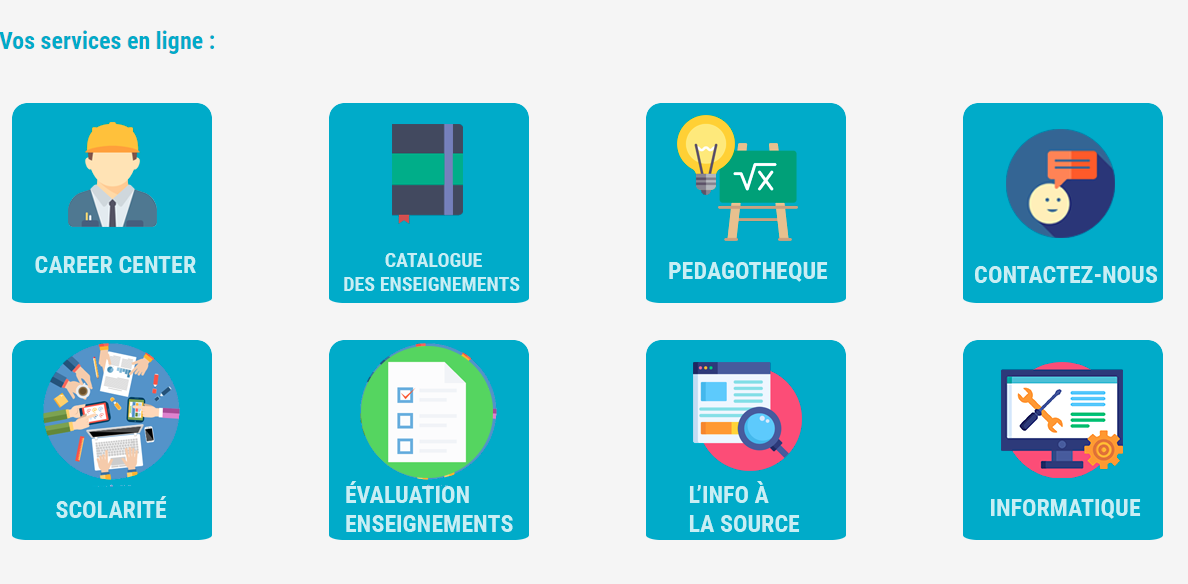 Vos services en ligne :
CAREER CENTER
CATALOGUE
DES ENSEIGNEMENTS
√x
PEDAGOTHEQUE
CONTACTEZ-NOUS
SCOLARITÉ
ÉVALUATION
ENSEIGNEMENTS
L'INFO À
LA SOURCE
INFORMATIQUE